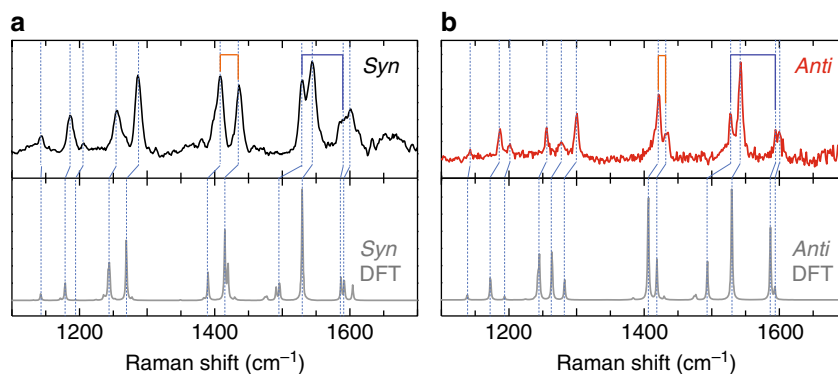 a
Syn
Syn
DFT
1200
1400
1600
Raman shift (cm⁻¹)
b
Anti
Anti
DFT
1200
1400
1600
Raman shift (cm⁻¹)